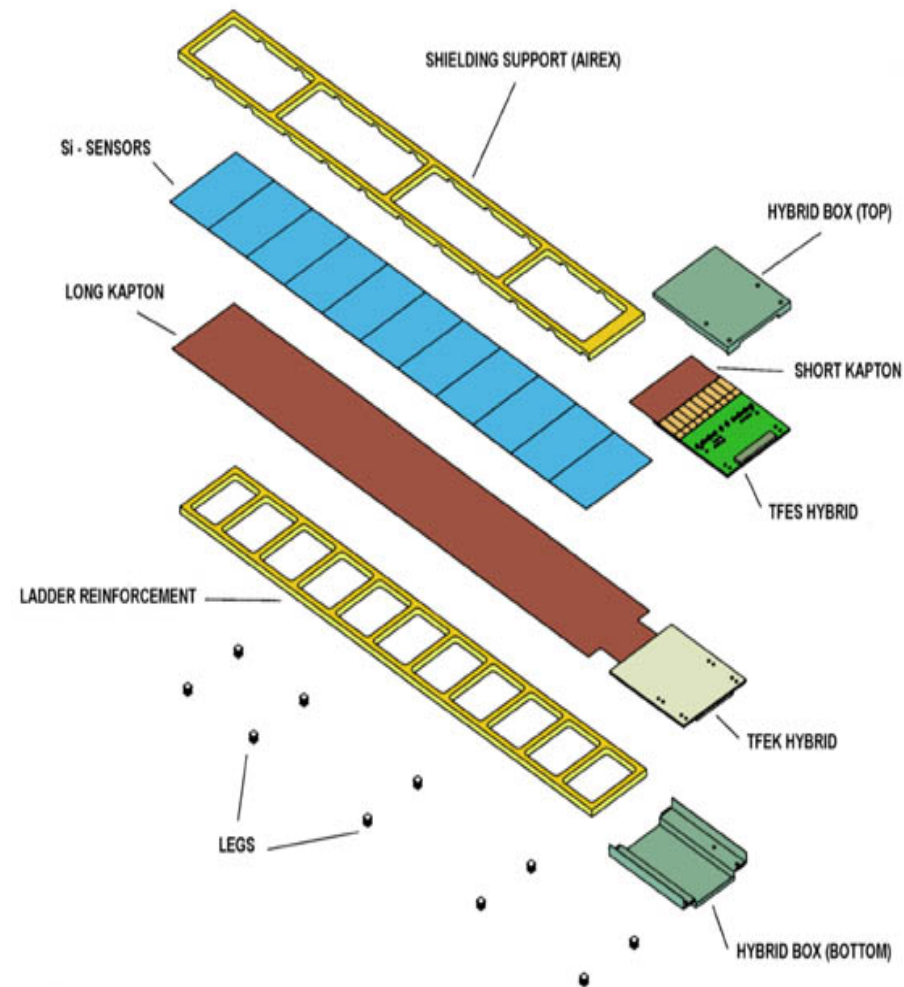 SHIELDING SUPPORT (AIREX)
Si - SENSORS
HYBRID BOX (TOP)
LONG KAPTON
SHORT KAPTON
TFES HYBRID
LADDER REINFORCEMENT
TFEK HYBRID
LEGS
HYBRID BOX (BOTTOM)